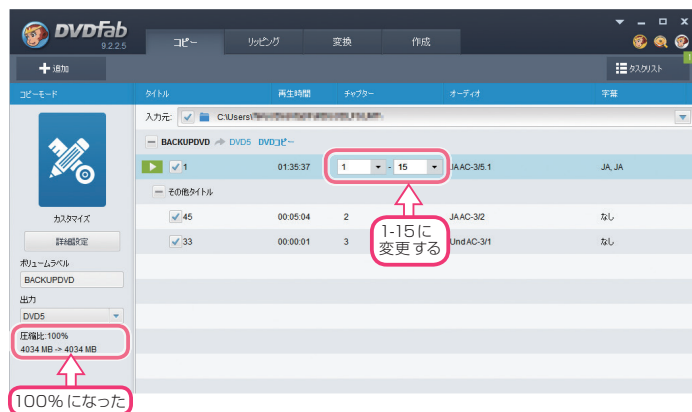 DVDFab
9.2.2.5
コピー
リッピング
変換
作成
追加
タスクリスト
コピーモード
タイトル
再生時間
チャプター
オーディオ
字幕
入力元:
C:\Users\
BACKUPDVD
DVD5
DVDコピー
1
01:35:37
1
-
15
JA AC-3/5.1
JA, JA
その他タイトル
45
00:05:04
2
JA AC-3/2
なし
33
00:00:01
3
Und AC-3/1
なし
1-15に
変更する
カスタマイズ
詳細設定
ボリュームラベル
BACKUPDVD
出力
DVD5
圧縮比:100%
4034 MB -> 4034 MB
100%になった